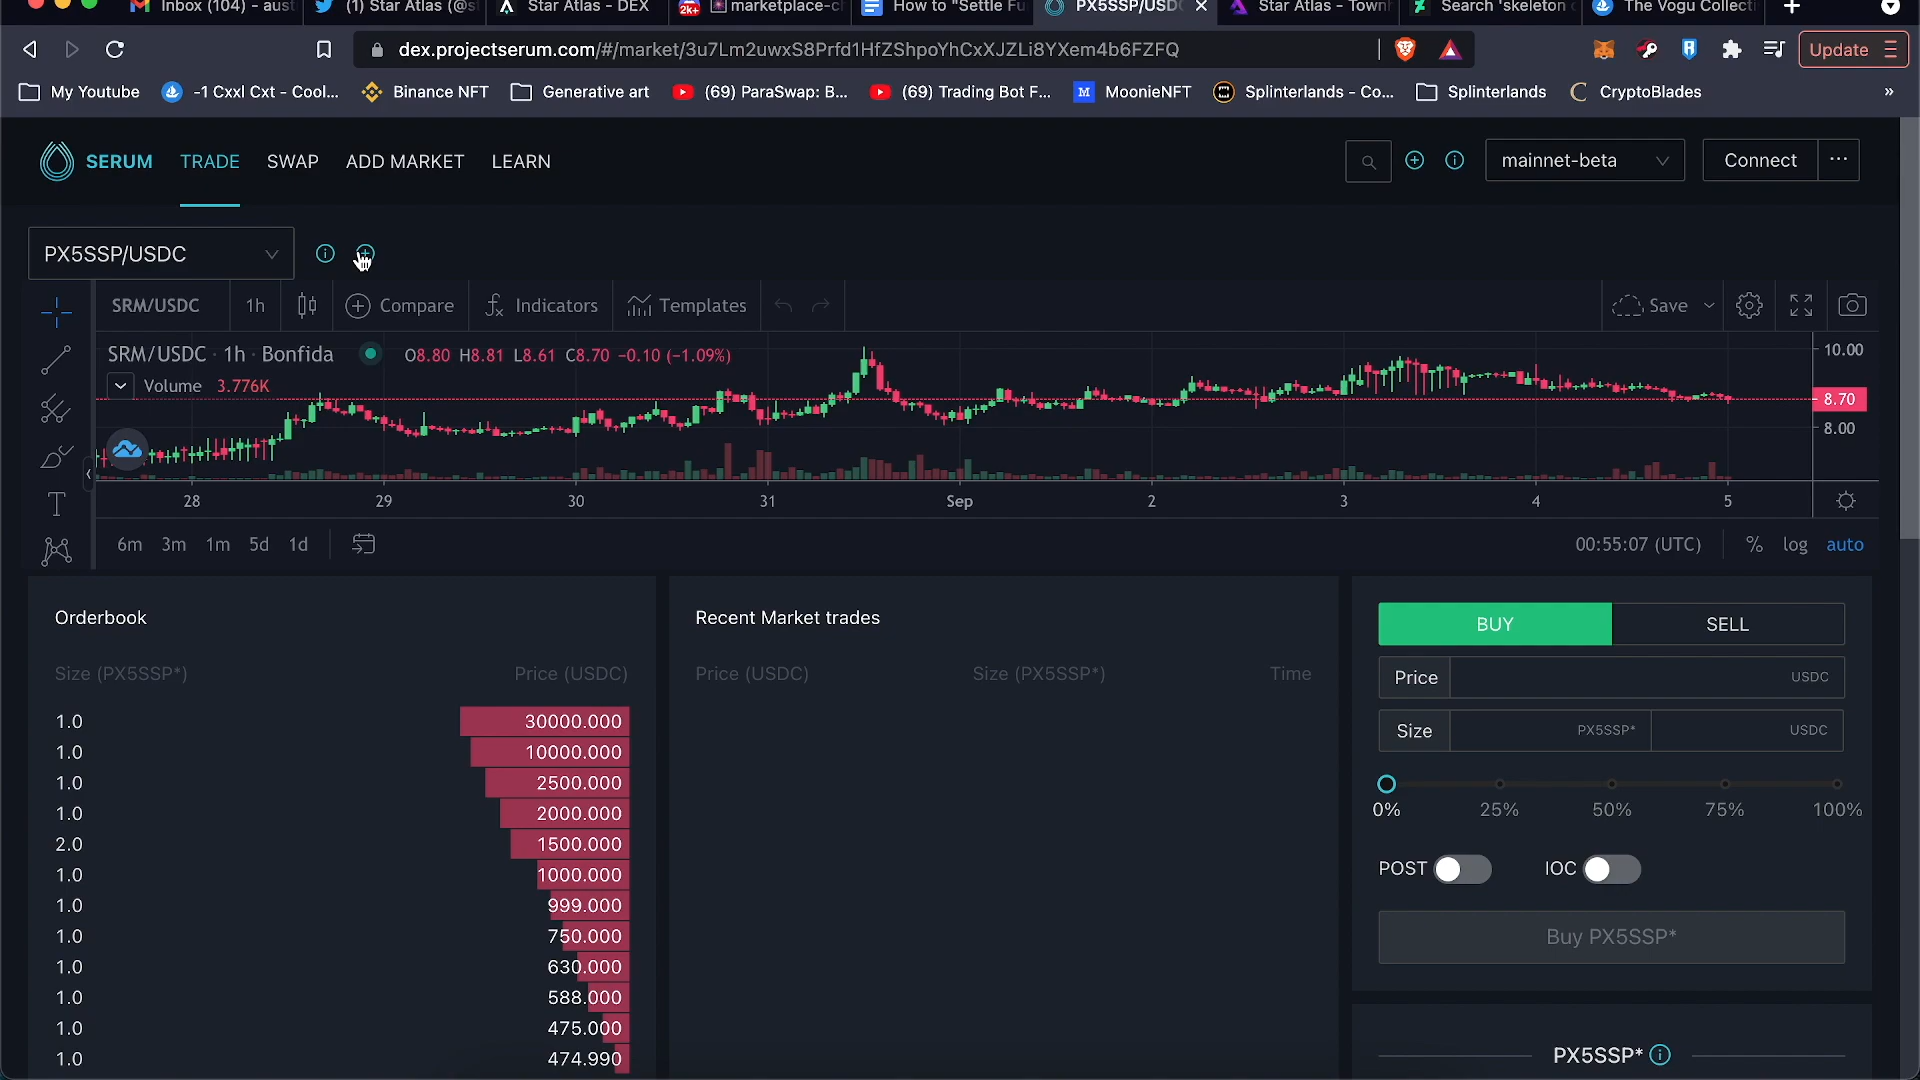 Inbox (104) - aust
(1) Star Atlas (@s
Star Atlas - DEX
2k+
marketplace-c
How to "Settle Fu
PX5SSP/USDC
Star Atlas - Town
Search 'skeleton
The Vogu Collecti
dex.projectserum.com/#/market/3u7Lm2uwxS8Prfd1HfZShpoYhCxXJZLi8YXem4b6FZFQ
Update
My Youtube
-1 Cxxl Cxt - Cool...
Binance NFT
Generative art
(69) ParaSwap: B...
(69) Trading Bot F...
M
MoonieNFT
Splinterlands - Co...
Splinterlands
CryptoBlades
»
SERUM
TRADE
SWAP
ADD MARKET
LEARN
mainnet-beta
Connect
...
PX5SSP/USDC
SRM/USDC
1h
Compare
Indicators
Templates
Save
SRM/USDC · 1h · Bonfida
O8.80 H8.81 L8.61 C8.70 −0.10 (−1.09%)
Volume 3.776K
10.00
8.70
8.00
28
29
30
31
Sep
2
3
4
5
6m
3m
1m
5d
1d
00:55:07 (UTC)
%
log
auto
Orderbook
Size (PX5SSP*)
Price (USDC)
1.0 30000.000
1.0 10000.000
1.0 2500.000
1.0 2000.000
2.0 1500.000
1.0 1000.000
1.0 999.000
1.0 750.000
1.0 630.000
1.0 588.000
1.0 475.000
1.0 474.990
Recent Market trades
Price (USDC)
Size (PX5SSP*)
Time
BUY
SELL
Price
USDC
Size
PX5SSP*
USDC
0%
25%
50%
75%
100%
POST
IOC
Buy PX5SSP*
PX5SSP*